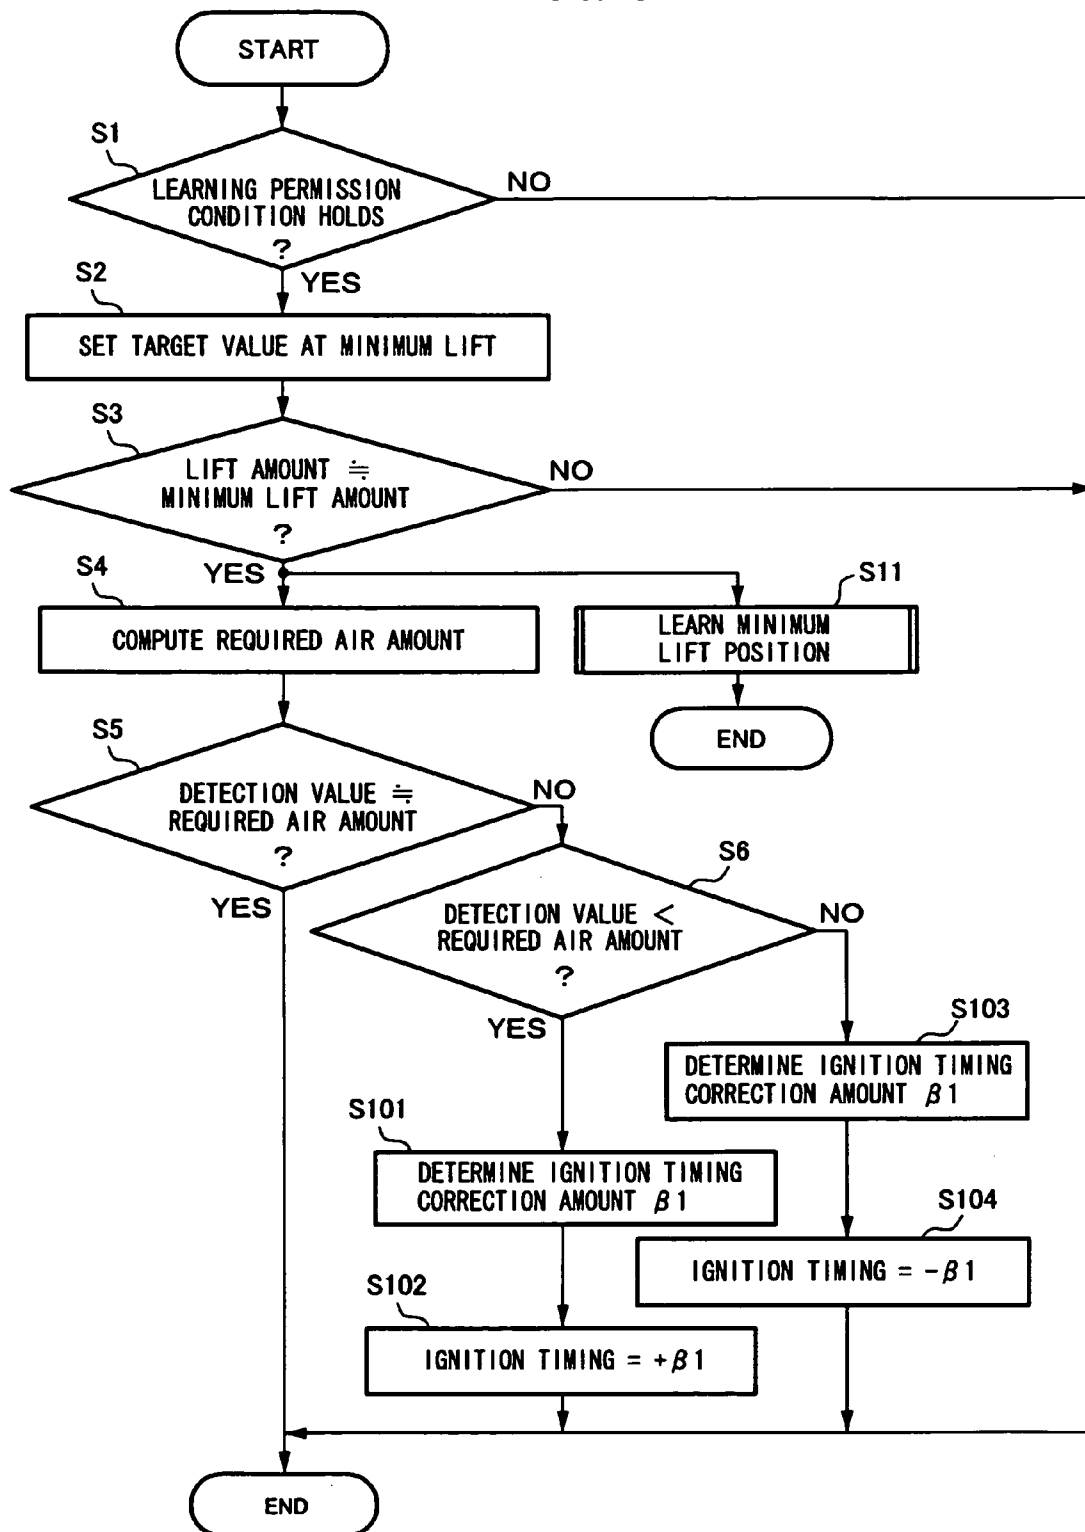 START
S1
LEARNING PERMISSION
CONDITION HOLDS
?
NO
YES
S2
SET TARGET VALUE AT MINIMUM LIFT
S3
LIFT AMOUNT ≒
MINIMUM LIFT AMOUNT
?
NO
YES
S4
COMPUTE REQUIRED AIR AMOUNT
S11
LEARN MINIMUM
LIFT POSITION
END
S5
DETECTION VALUE ≒
REQUIRED AIR AMOUNT
?
NO
YES
S6
DETECTION VALUE <
REQUIRED AIR AMOUNT
?
NO
YES
S103
DETERMINE IGNITION TIMING
CORRECTION AMOUNT β1
S101
DETERMINE IGNITION TIMING
CORRECTION AMOUNT β1
S104
IGNITION TIMING = -β1
S102
IGNITION TIMING = +β1
END